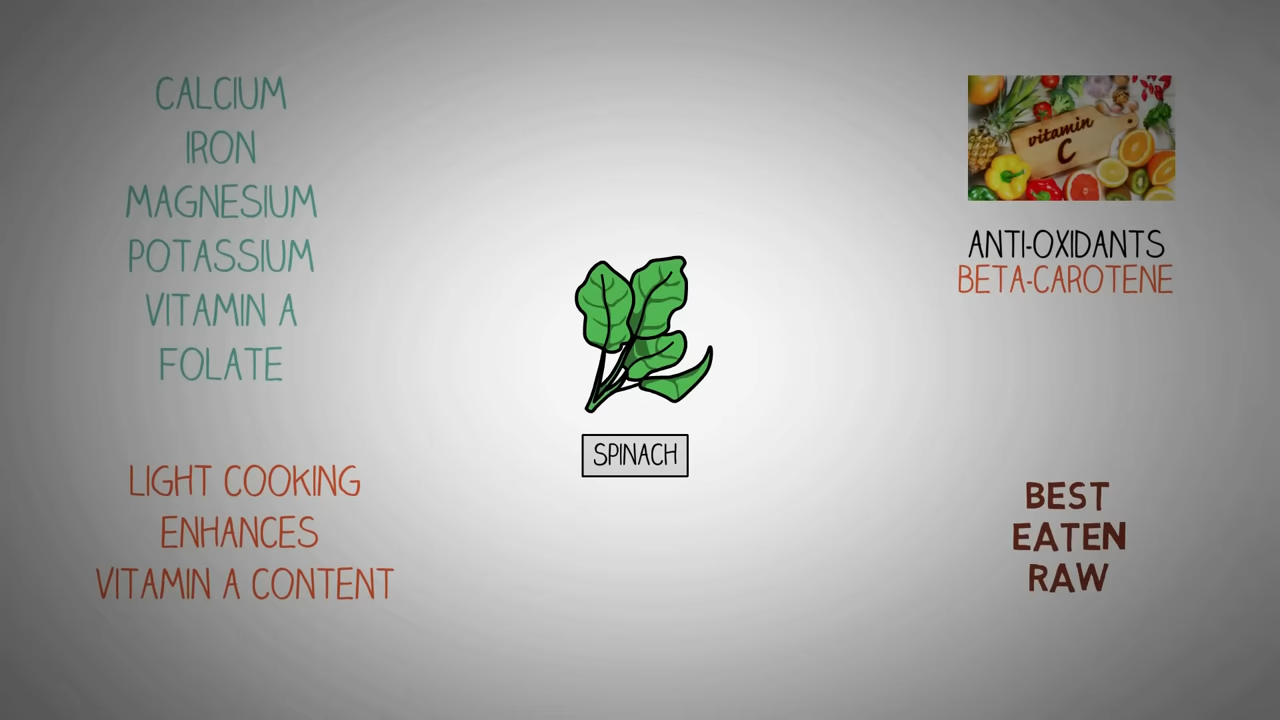 CALCIUM
IRON
MAGNESIUM
POTASSIUM
VITAMIN A
FOLATE
LIGHT COOKING
ENHANCES
VITAMIN A CONTENT
SPINACH
vitamin
C
ANTI-OXIDANTS
BETA-CAROTENE
BEST
EATEN
RAW